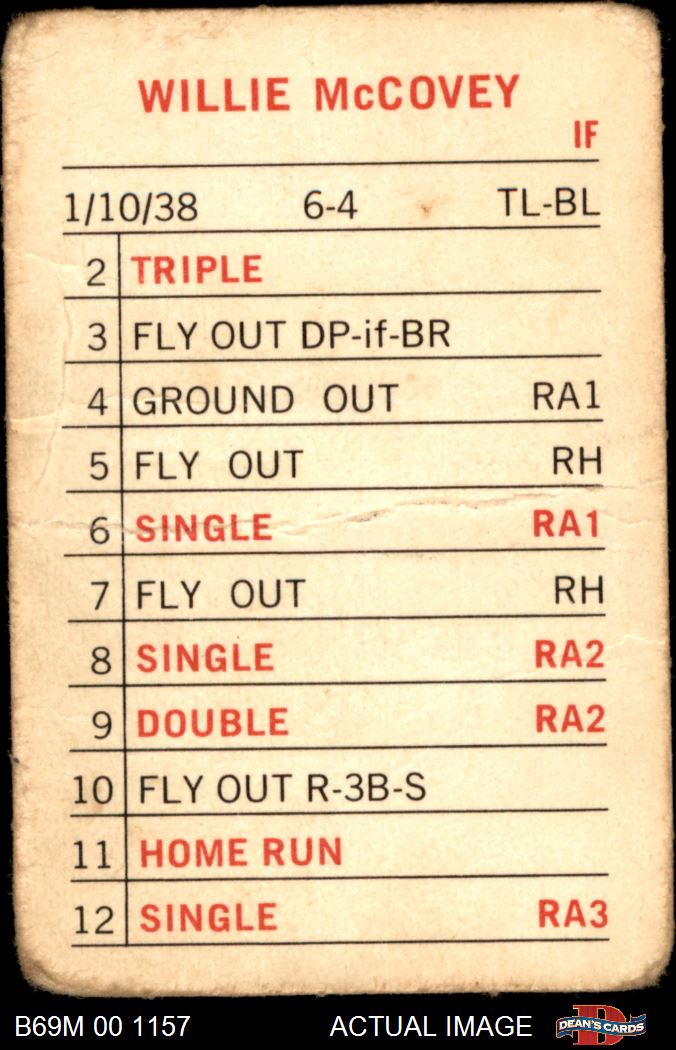 WILLIE McCOVEY
IF
1/10/38 6-4 TL-BL
2 TRIPLE
3 FLY OUT DP-if-BR
4 GROUND OUT RA1
5 FLY OUT RH
6 SINGLE RA1
7 FLY OUT RH
8 SINGLE RA2
9 DOUBLE RA2
10 FLY OUT R-3B-S
11 HOME RUN
12 SINGLE RA3
B69M 00 1157 ACTUAL IMAGE D DEAN'S CARDS